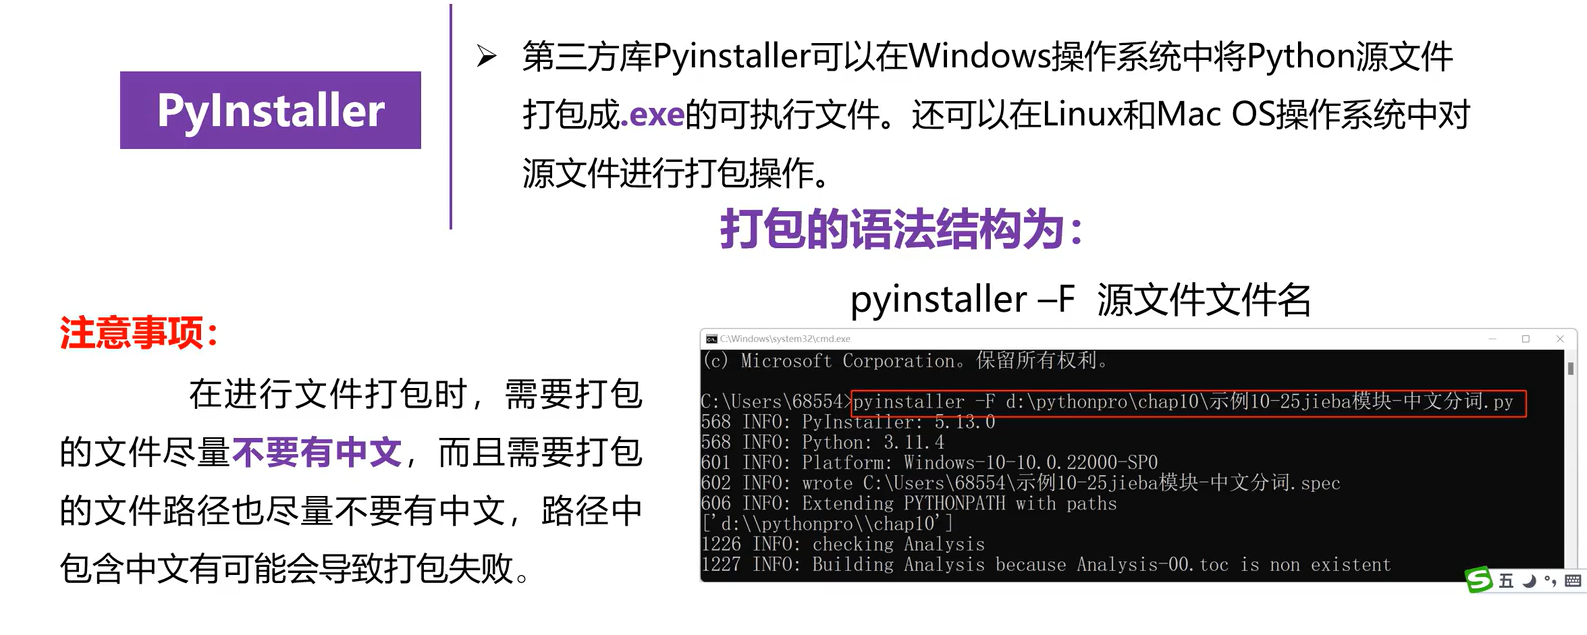 PyInstaller
第三方库Pyinstaller可以在Windows操作系统中将Python源文件
打包成.exe的可执行文件。还可以在Linux和Mac OS操作系统中对
源文件进行打包操作。
打包的语法结构为：
pyinstaller –F 源文件文件名
注意事项：
在进行文件打包时，需要打包
的文件尽量不要有中文，而且需要打包
的文件路径也尽量不要有中文，路径中
包含中文有可能会导致打包失败。
C:\Windows\system32\cmd.exe
(c) Microsoft Corporation。保留所有权利。
C:\Users\68554>pyinstaller -F d:\pythonpro\chap10\示例10-25jieba模块-中文分词.py
568 INFO: PyInstaller: 5.13.0
568 INFO: Python: 3.11.4
601 INFO: Platform: Windows-10-10.0.22000-SP0
602 INFO: wrote C:\Users\68554\示例10-25jieba模块-中文分词.spec
606 INFO: Extending PYTHONPATH with paths
['d:\\pythonpro\\chap10']
1226 INFO: checking Analysis
1227 INFO: Building Analysis because Analysis-00.toc is non existent
五